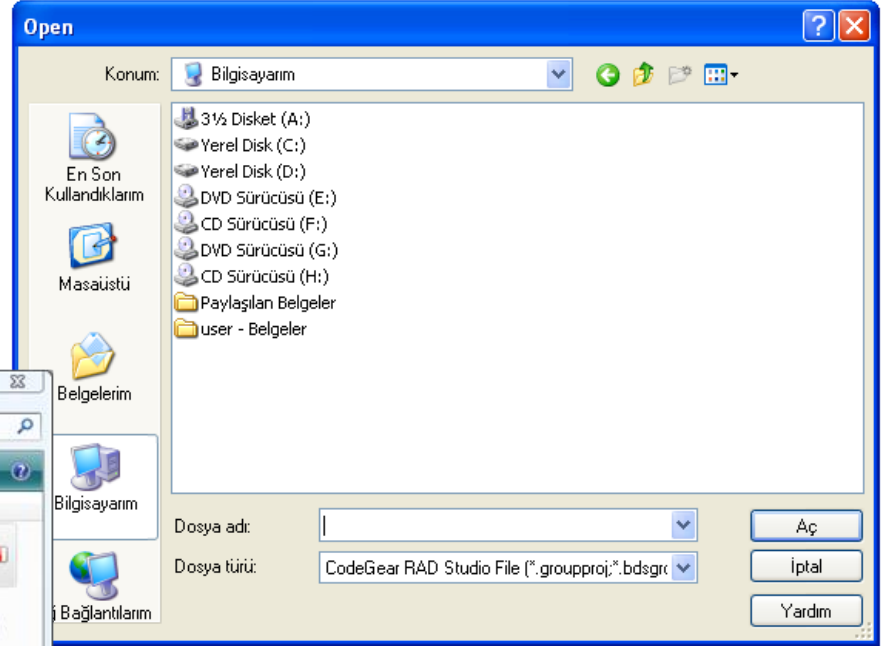 Open
Konum:
Bilgisayarım
En Son
Kullandıklarım
Masaüstü
Belgelerim
Bilgisayarım
Bağlantılarım
3½ Disket (A:)
Yerel Disk (C:)
Yerel Disk (D:)
DVD Sürücüsü (E:)
CD Sürücüsü (F:)
DVD Sürücüsü (G:)
CD Sürücüsü (H:)
Paylaşılan Belgeler
user - Belgeler
Dosya adı:
Aç
Dosya türü:
CodeGear RAD Studio File (*.groupproj;*.bdsgr
İptal
Yardım